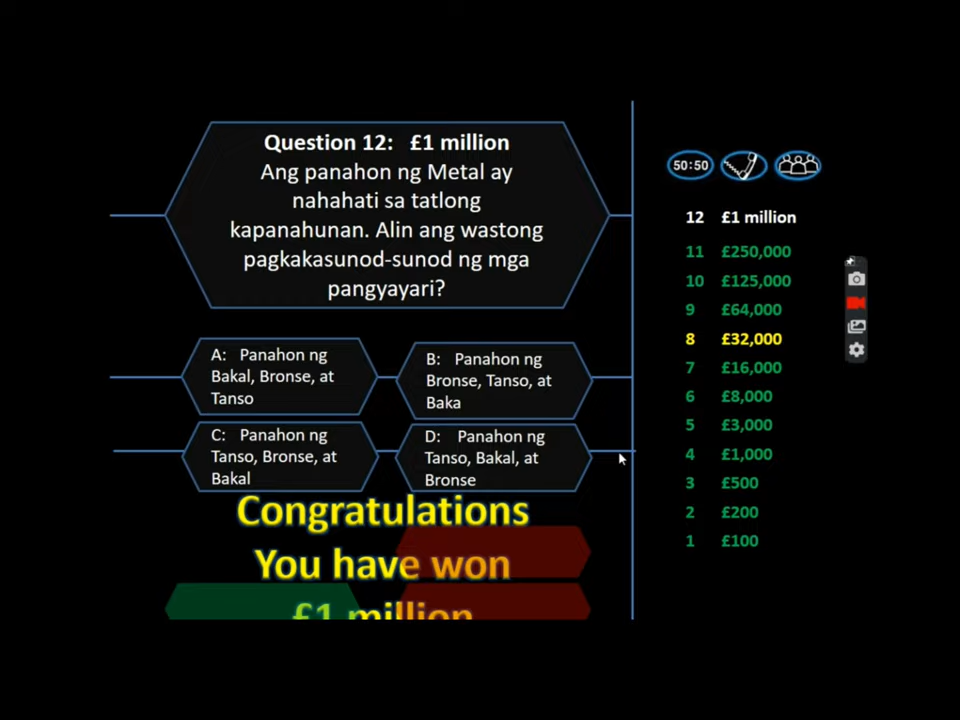 Question 12: £1 million
Ang panahon ng Metal ay
nahahati sa tatlong
kapanahunan. Alin ang wastong
pagkakasunod-sunod ng mga
pangyayari?
A: Panahon ng
Bakal, Bronse, at
Tanso
B: Panahon ng
Bronse, Tanso, at
Baka
C: Panahon ng
Tanso, Bronse, at
Bakal
D: Panahon ng
Tanso, Bakal, at
Bronse
Congratulations
You have won
£1 million
50:50
12 £1 million
11 £250,000
10 £125,000
9 £64,000
8 £32,000
7 £16,000
6 £8,000
5 £3,000
4 £1,000
3 £500
2 £200
1 £100